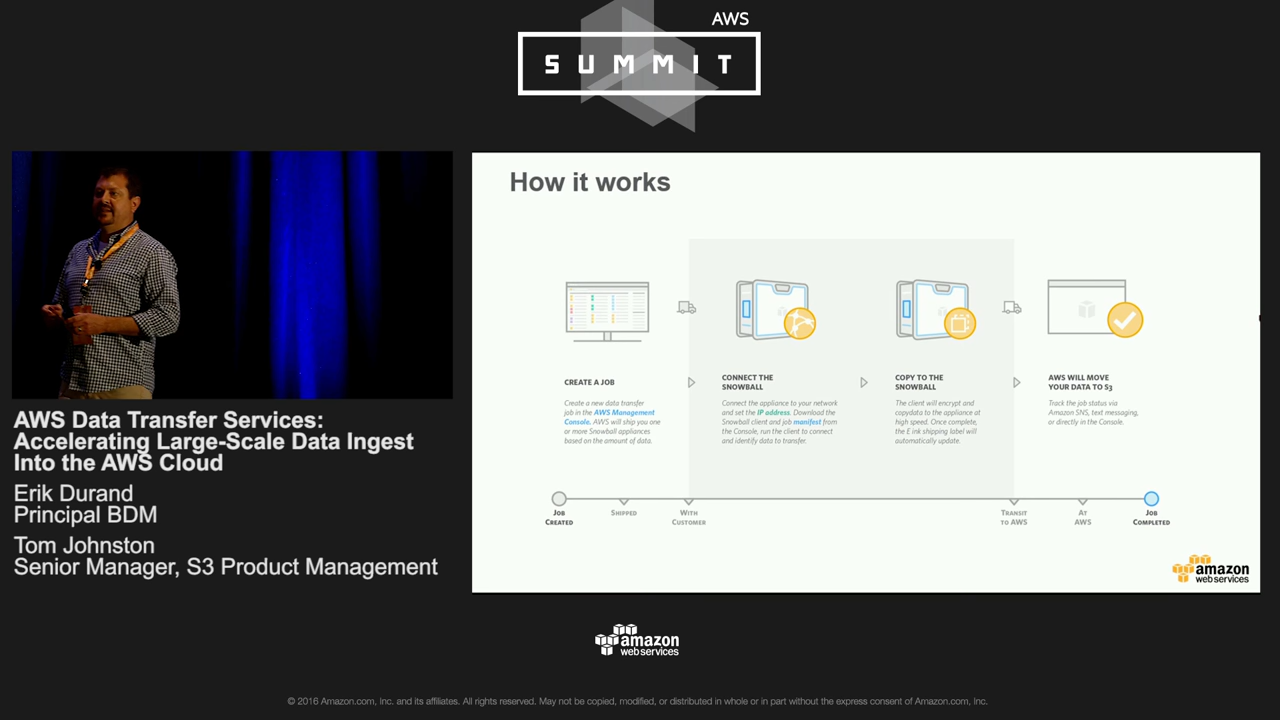 AWS
SUMMIT
How it works
CREATE A JOB
Create a new data transfer
job in the AWS Management
Console. AWS will ship you one
or more Snowball appliances
based on the amount of data.
CONNECT THE
SNOWBALL
Connect the appliance to your network
and set the IP address. Download the
Snowball client and job manifest from
the Console, run the client to connect
and identify data to transfer.
COPY TO THE
SNOWBALL
The client will encrypt and
copydata to the appliance at
high speed. Once complete,
the E ink shipping label will
automatically update.
AWS WILL MOVE
YOUR DATA TO S3
Track the job status via
Amazon SNS, text messaging,
or directly in the Console.
JOB
CREATED
SHIPPED
WITH
CUSTOMER
TRANSIT
TO AWS
AT
AWS
JOB
COMPLETED
amazon
web services
AWS Data Transfer Services:
Accelerating Large-Scale Data Ingest
Into the AWS Cloud
Erik Durand
Principal BDM
Tom Johnston
Senior Manager, S3 Product Management
amazon
web services
© 2016 Amazon.com, Inc. and its affiliates. All rights reserved. May not be copied, modified, or distributed in whole or in part without the express consent of Amazon.com, Inc.